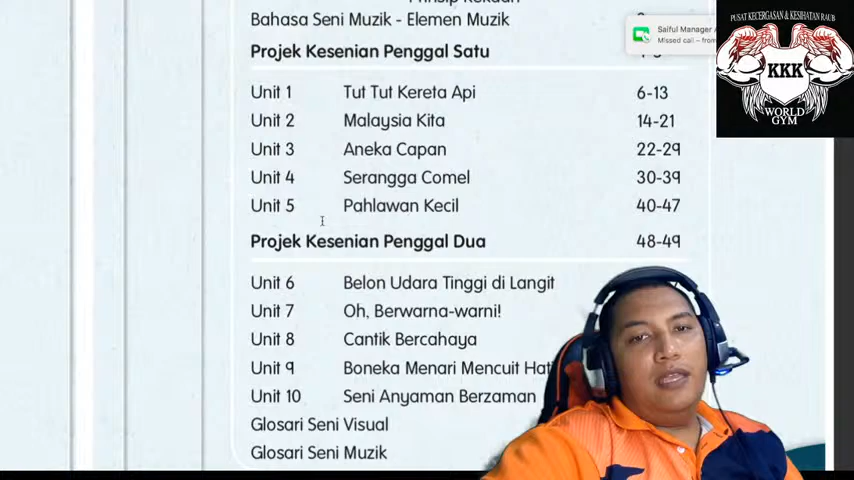 Bahasa Seni Muzik - Elemen Muzik
Saiful Manager
Missed call – from
Projek Kesenian Penggal Satu
Unit 1 Tut Tut Kereta Api 6-13
Unit 2 Malaysia Kita 14-21
Unit 3 Aneka Capan 22-29
Unit 4 Serangga Comel 30-39
Unit 5 Pahlawan Kecil 40-47
Projek Kesenian Penggal Dua 48-49
Unit 6 Belon Udara Tinggi di Langit
Unit 7 Oh, Berwarna-warni!
Unit 8 Cantik Bercahaya
Unit 9 Boneka Menari Mencuit Hat
Unit 10 Seni Anyaman Berzaman
Glosari Seni Visual
Glosari Seni Muzik
PUSAT KECERGASAN & KESIHATAN RAUB
KKK
WORLD
GYM